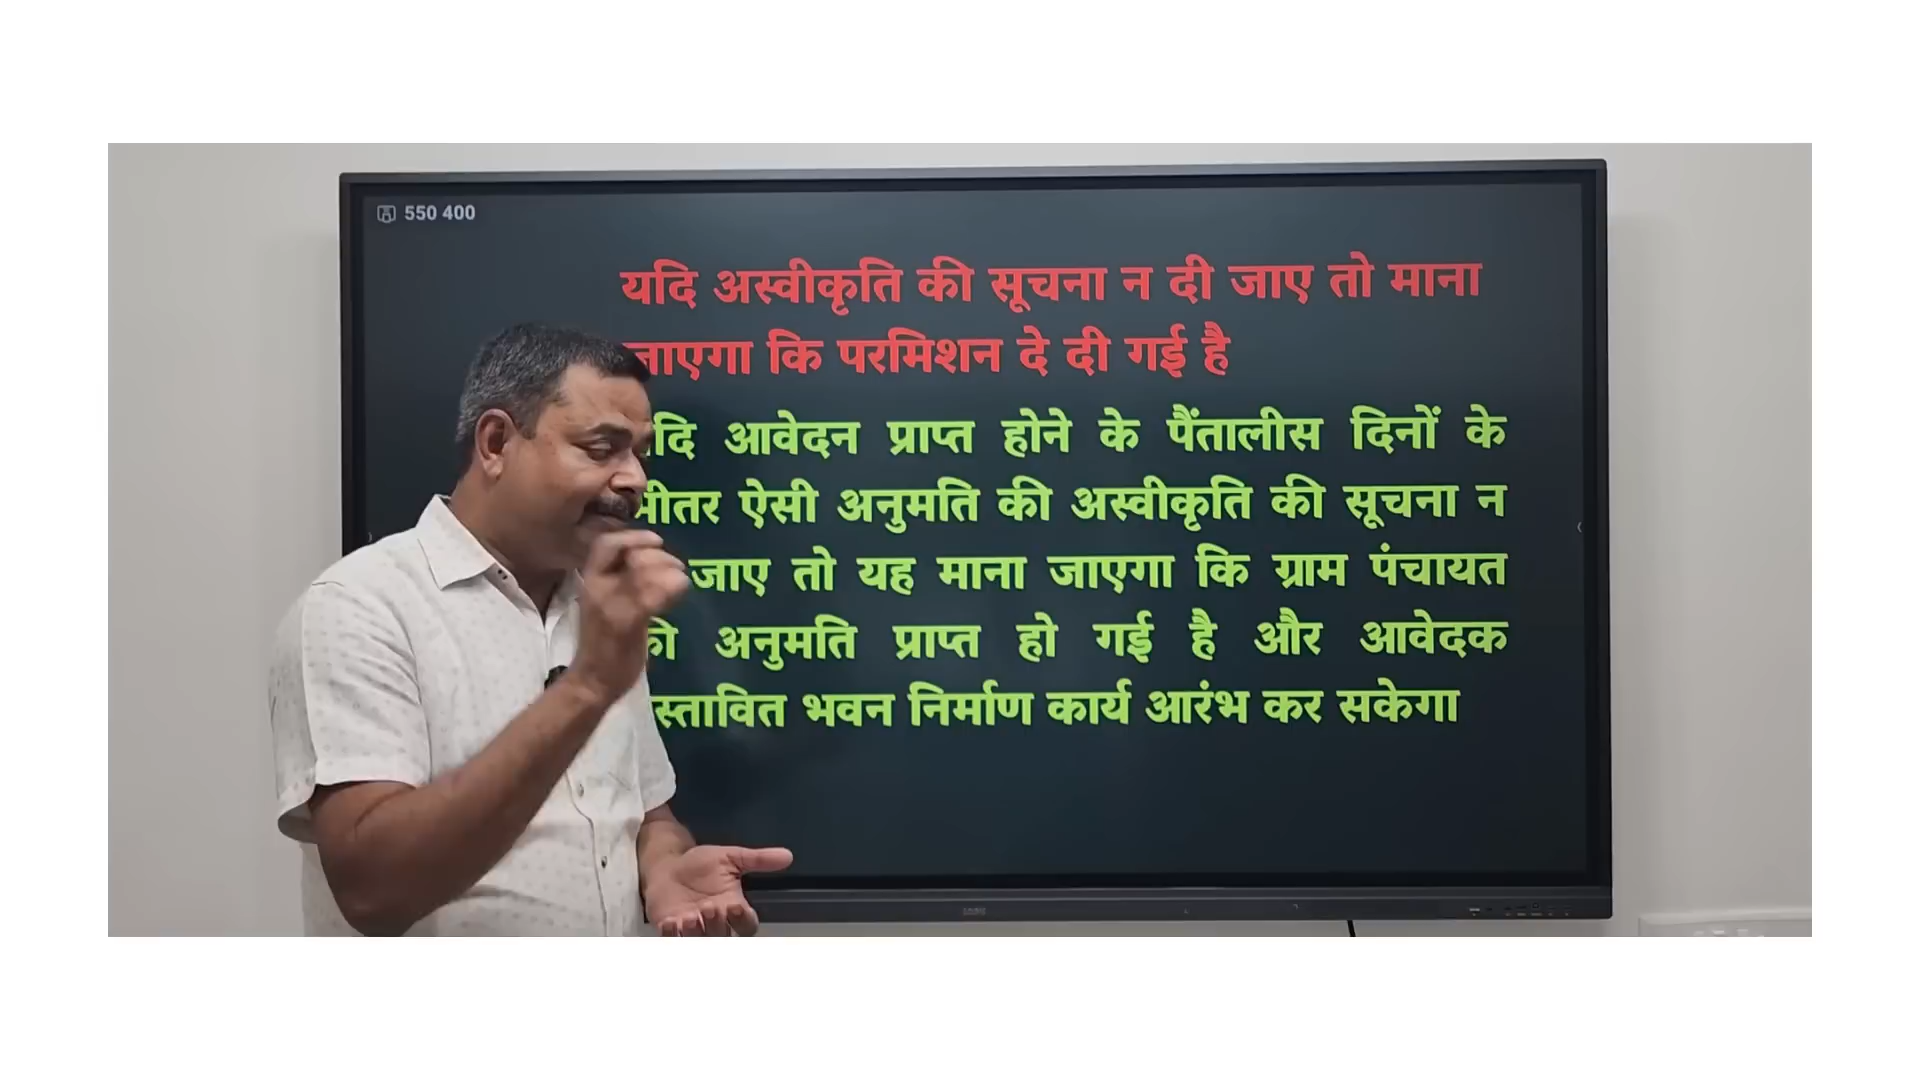 550 400
यदि अस्वीकृति की सूचना न दी जाए तो माना
जाएगा कि परमिशन दे दी गई है
आवेदन प्राप्त होने के पैंतालीस दिनों के
भीतर ऐसी अनुमति की अस्वीकृति की सूचना न
जाए तो यह माना जाएगा कि ग्राम पंचायत
की अनुमति प्राप्त हो गई है और आवेदक
भवन निर्माण कार्य आरंभ कर सकेगा